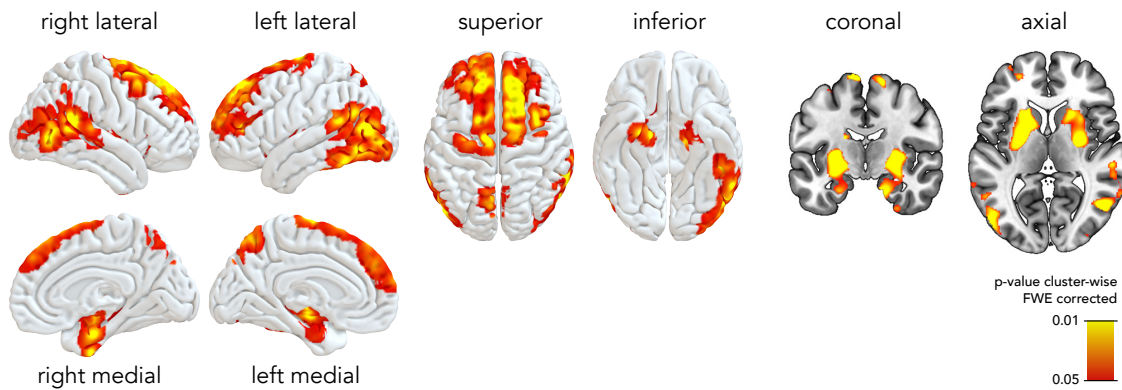 right lateral
left lateral
superior
inferior
coronal
axial
right medial
left medial
p-value cluster-wise
FWE corrected
0.01
0.05